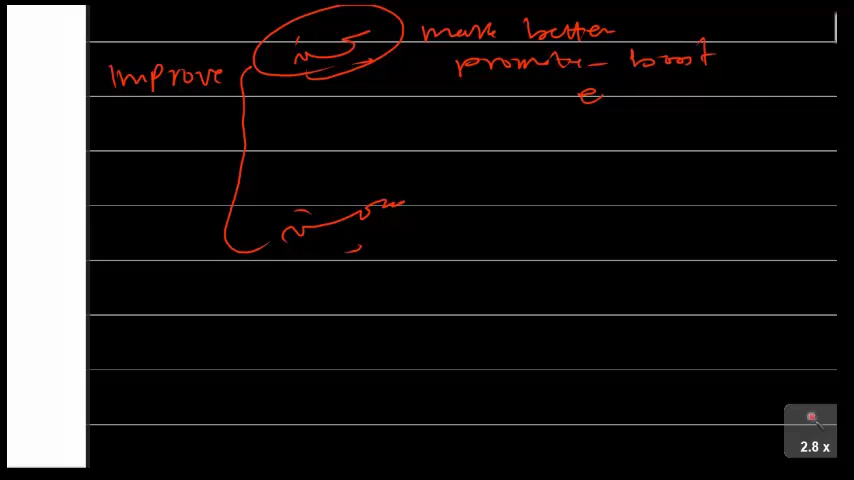 make better
Improve
promote - boost
e
2.8 x